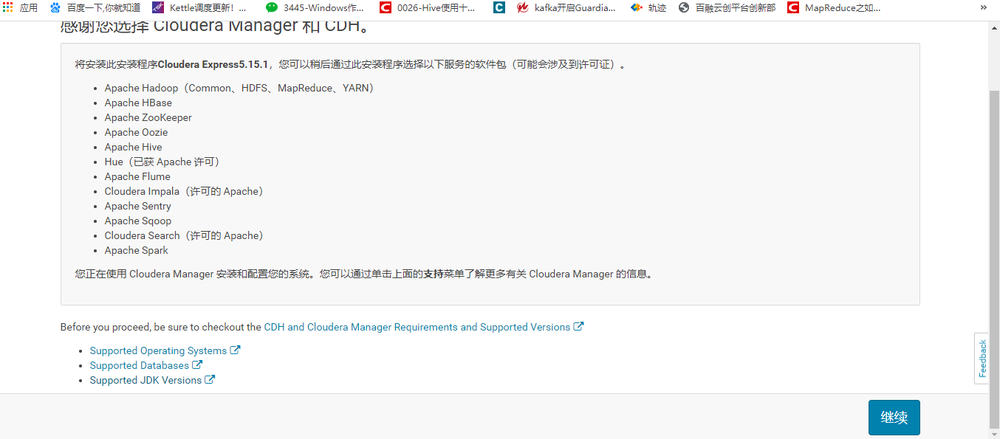 应用 百度一下,你就知道 Kettle调度更新！... 3445-Windows作... 0026-Hive使用十... kafka开启Guardia... 轨迹 百融云创平台创新部 MapReduce之如... »
感谢您选择 Cloudera Manager 和 CDH。
将安装此安装程序Cloudera Express5.15.1，您可以稍后通过此安装程序选择以下服务的软件包（可能会涉及到许可证）。
• Apache Hadoop（Common、HDFS、MapReduce、YARN）
• Apache HBase
• Apache ZooKeeper
• Apache Oozie
• Apache Hive
• Hue（已获 Apache 许可）
• Apache Flume
• Cloudera Impala（许可的 Apache）
• Apache Sentry
• Apache Sqoop
• Cloudera Search（许可的 Apache）
• Apache Spark
您正在使用 Cloudera Manager 安装和配置您的系统。您可以通过单击上面的支持菜单了解更多有关 Cloudera Manager 的信息。
Before you proceed, be sure to checkout the CDH and Cloudera Manager Requirements and Supported Versions
• Supported Operating Systems
• Supported Databases
• Supported JDK Versions
Feedback
继续